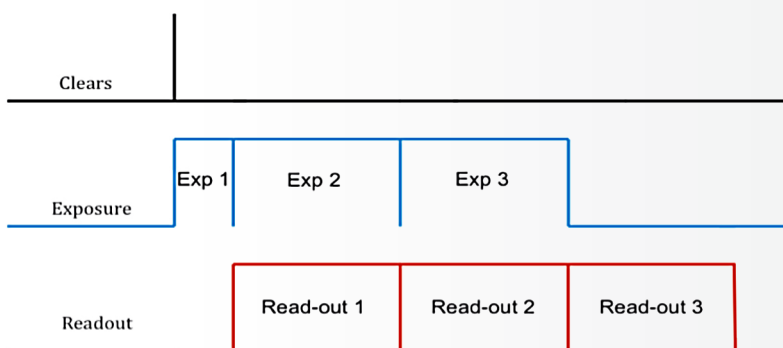 Clears
Exp 1
Exp 2
Exp 3
Exposure
Read-out 1
Read-out 2
Read-out 3
Readout